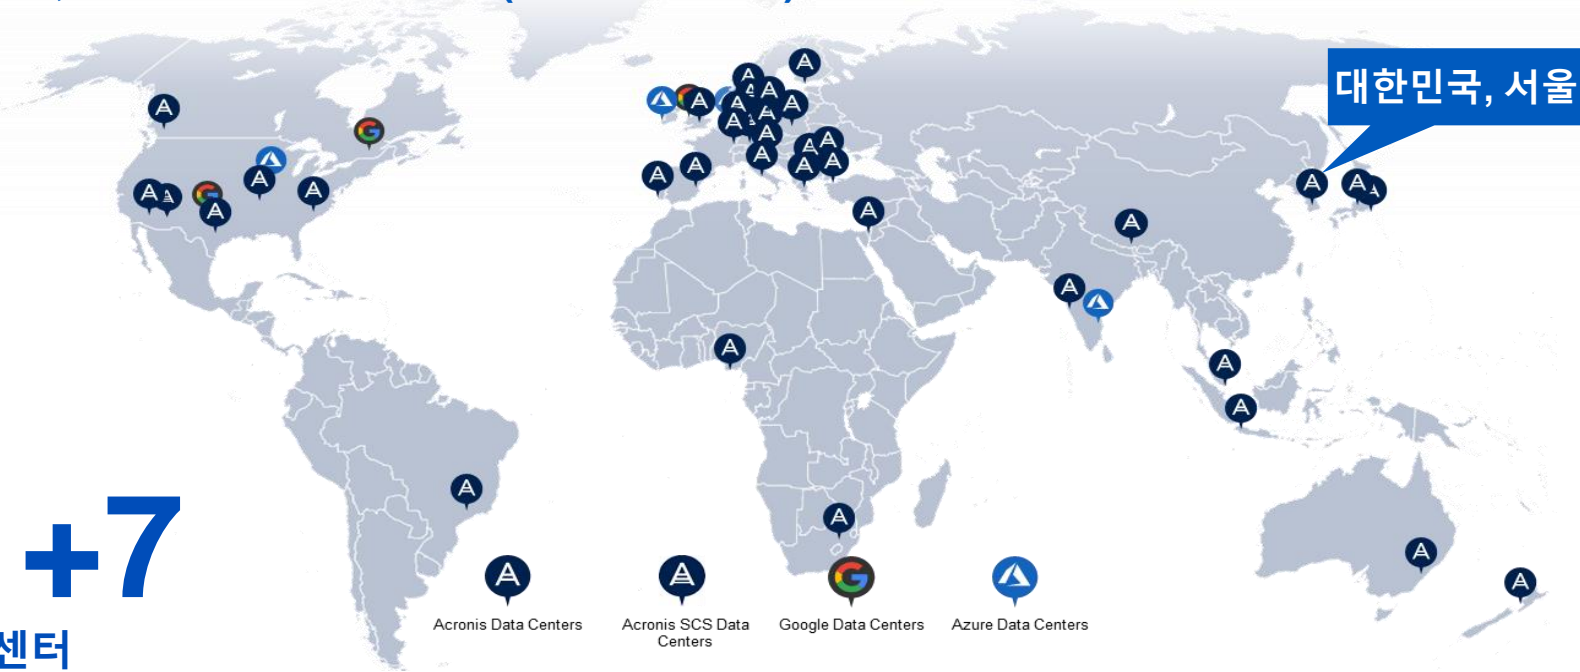 대한민국, 서울
+7
센터
Acronis Data Centers
Acronis SCS Data
Centers
Google Data Centers
Azure Data Centers